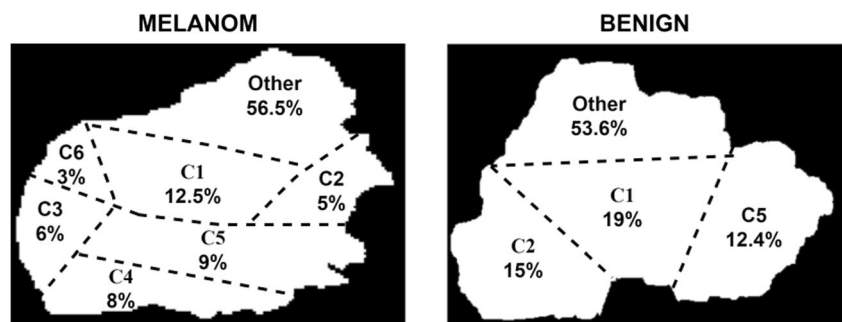 MELANOM
Other
56.5%
C6
3%
C1
12.5%
C2
5%
C3
6%
C5
9%
C4
8%
BENIGN
Other
53.6%
C1
19%
C5
12.4%
C2
15%